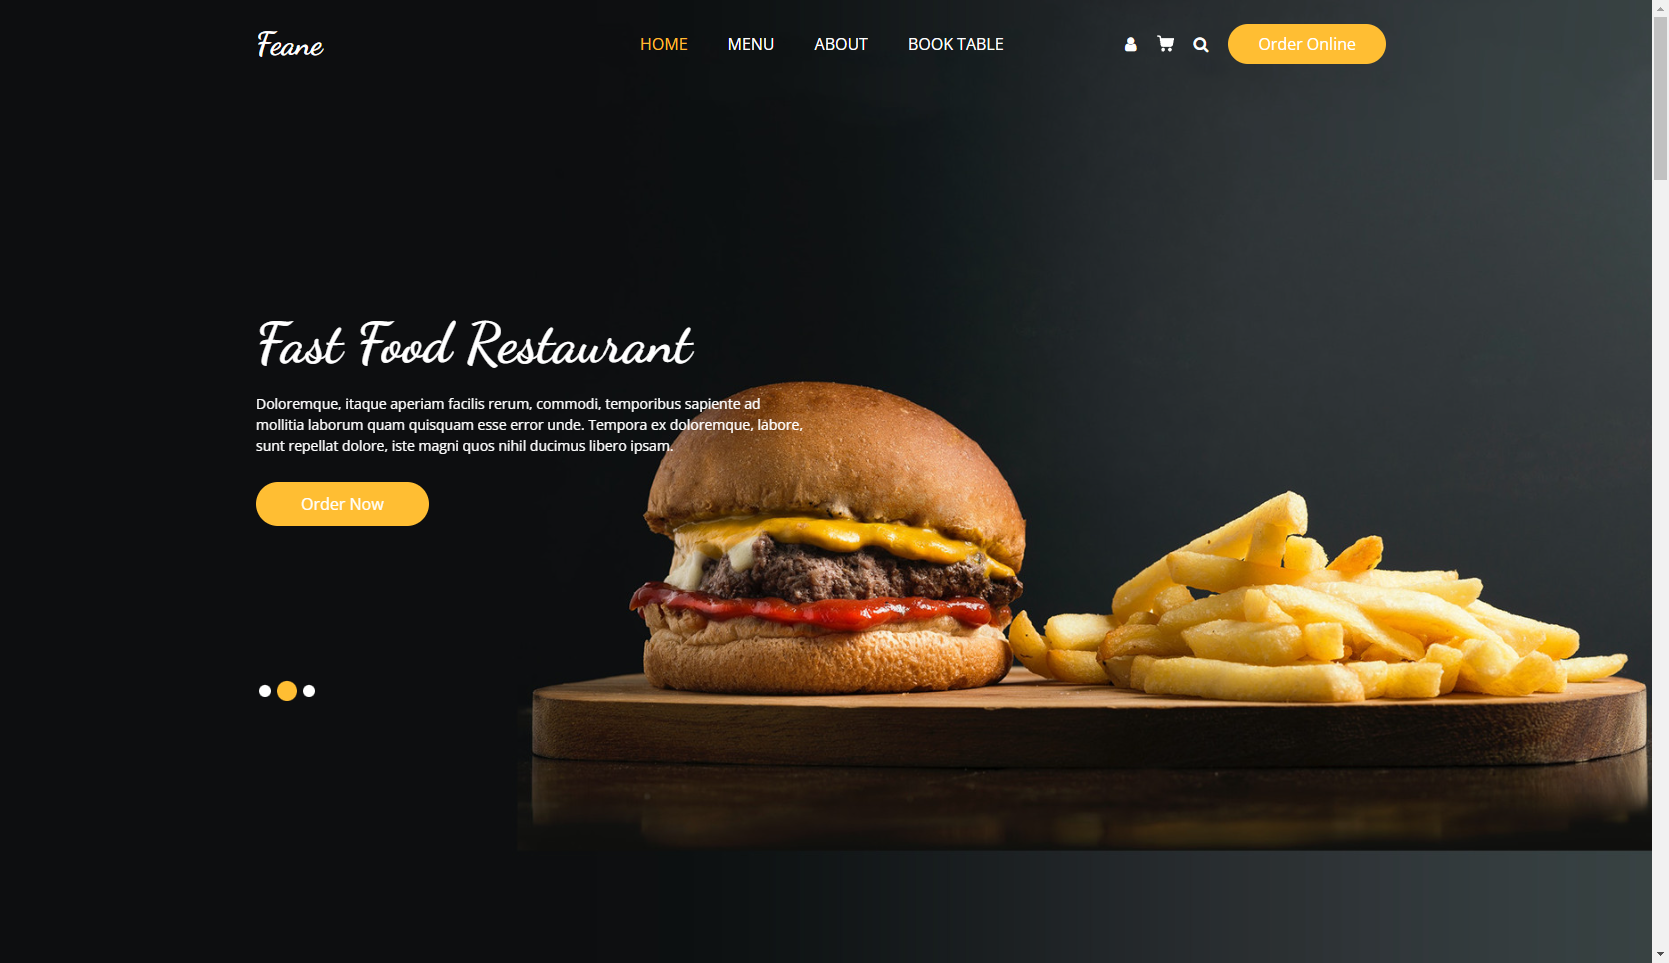 Feane
HOME
MENU
ABOUT
BOOK TABLE
Order Online
Fast Food Restaurant
Doloremque, itaque aperiam facilis rerum, commodi, temporibus sapiente ad
mollitia laborum quam quisquam esse error unde. Tempora ex doloremque, labore,
sunt repellat dolore, iste magni quos nihil ducimus libero ipsam.
Order Now